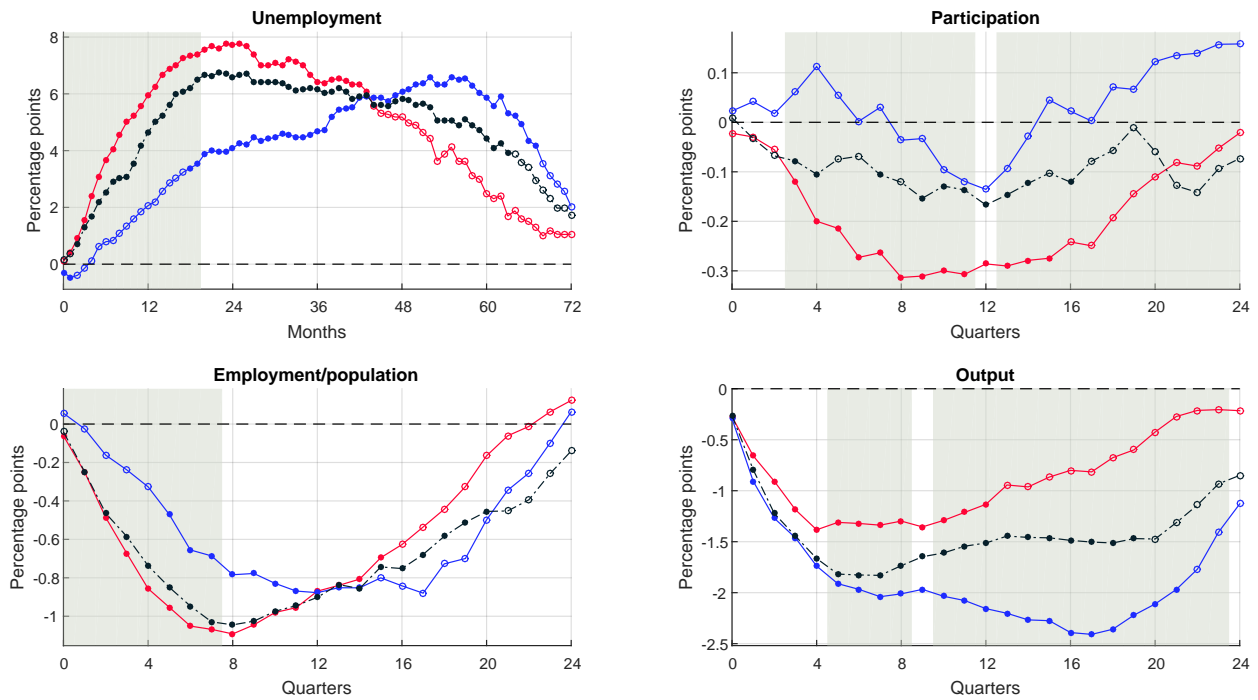 Unemployment
8
6
4
2
0
Percentage points
0 12 24 36 48 60 72
Months
Participation
0.1
0
-0.1
-0.2
-0.3
Percentage points
0 4 8 12 16 20 24
Quarters
Employment/population
0
-0.2
-0.4
-0.6
-0.8
-1
Percentage points
0 4 8 12 16 20 24
Quarters
Output
0
-0.5
-1
-1.5
-2
-2.5
Percentage points
0 4 8 12 16 20 24
Quarters